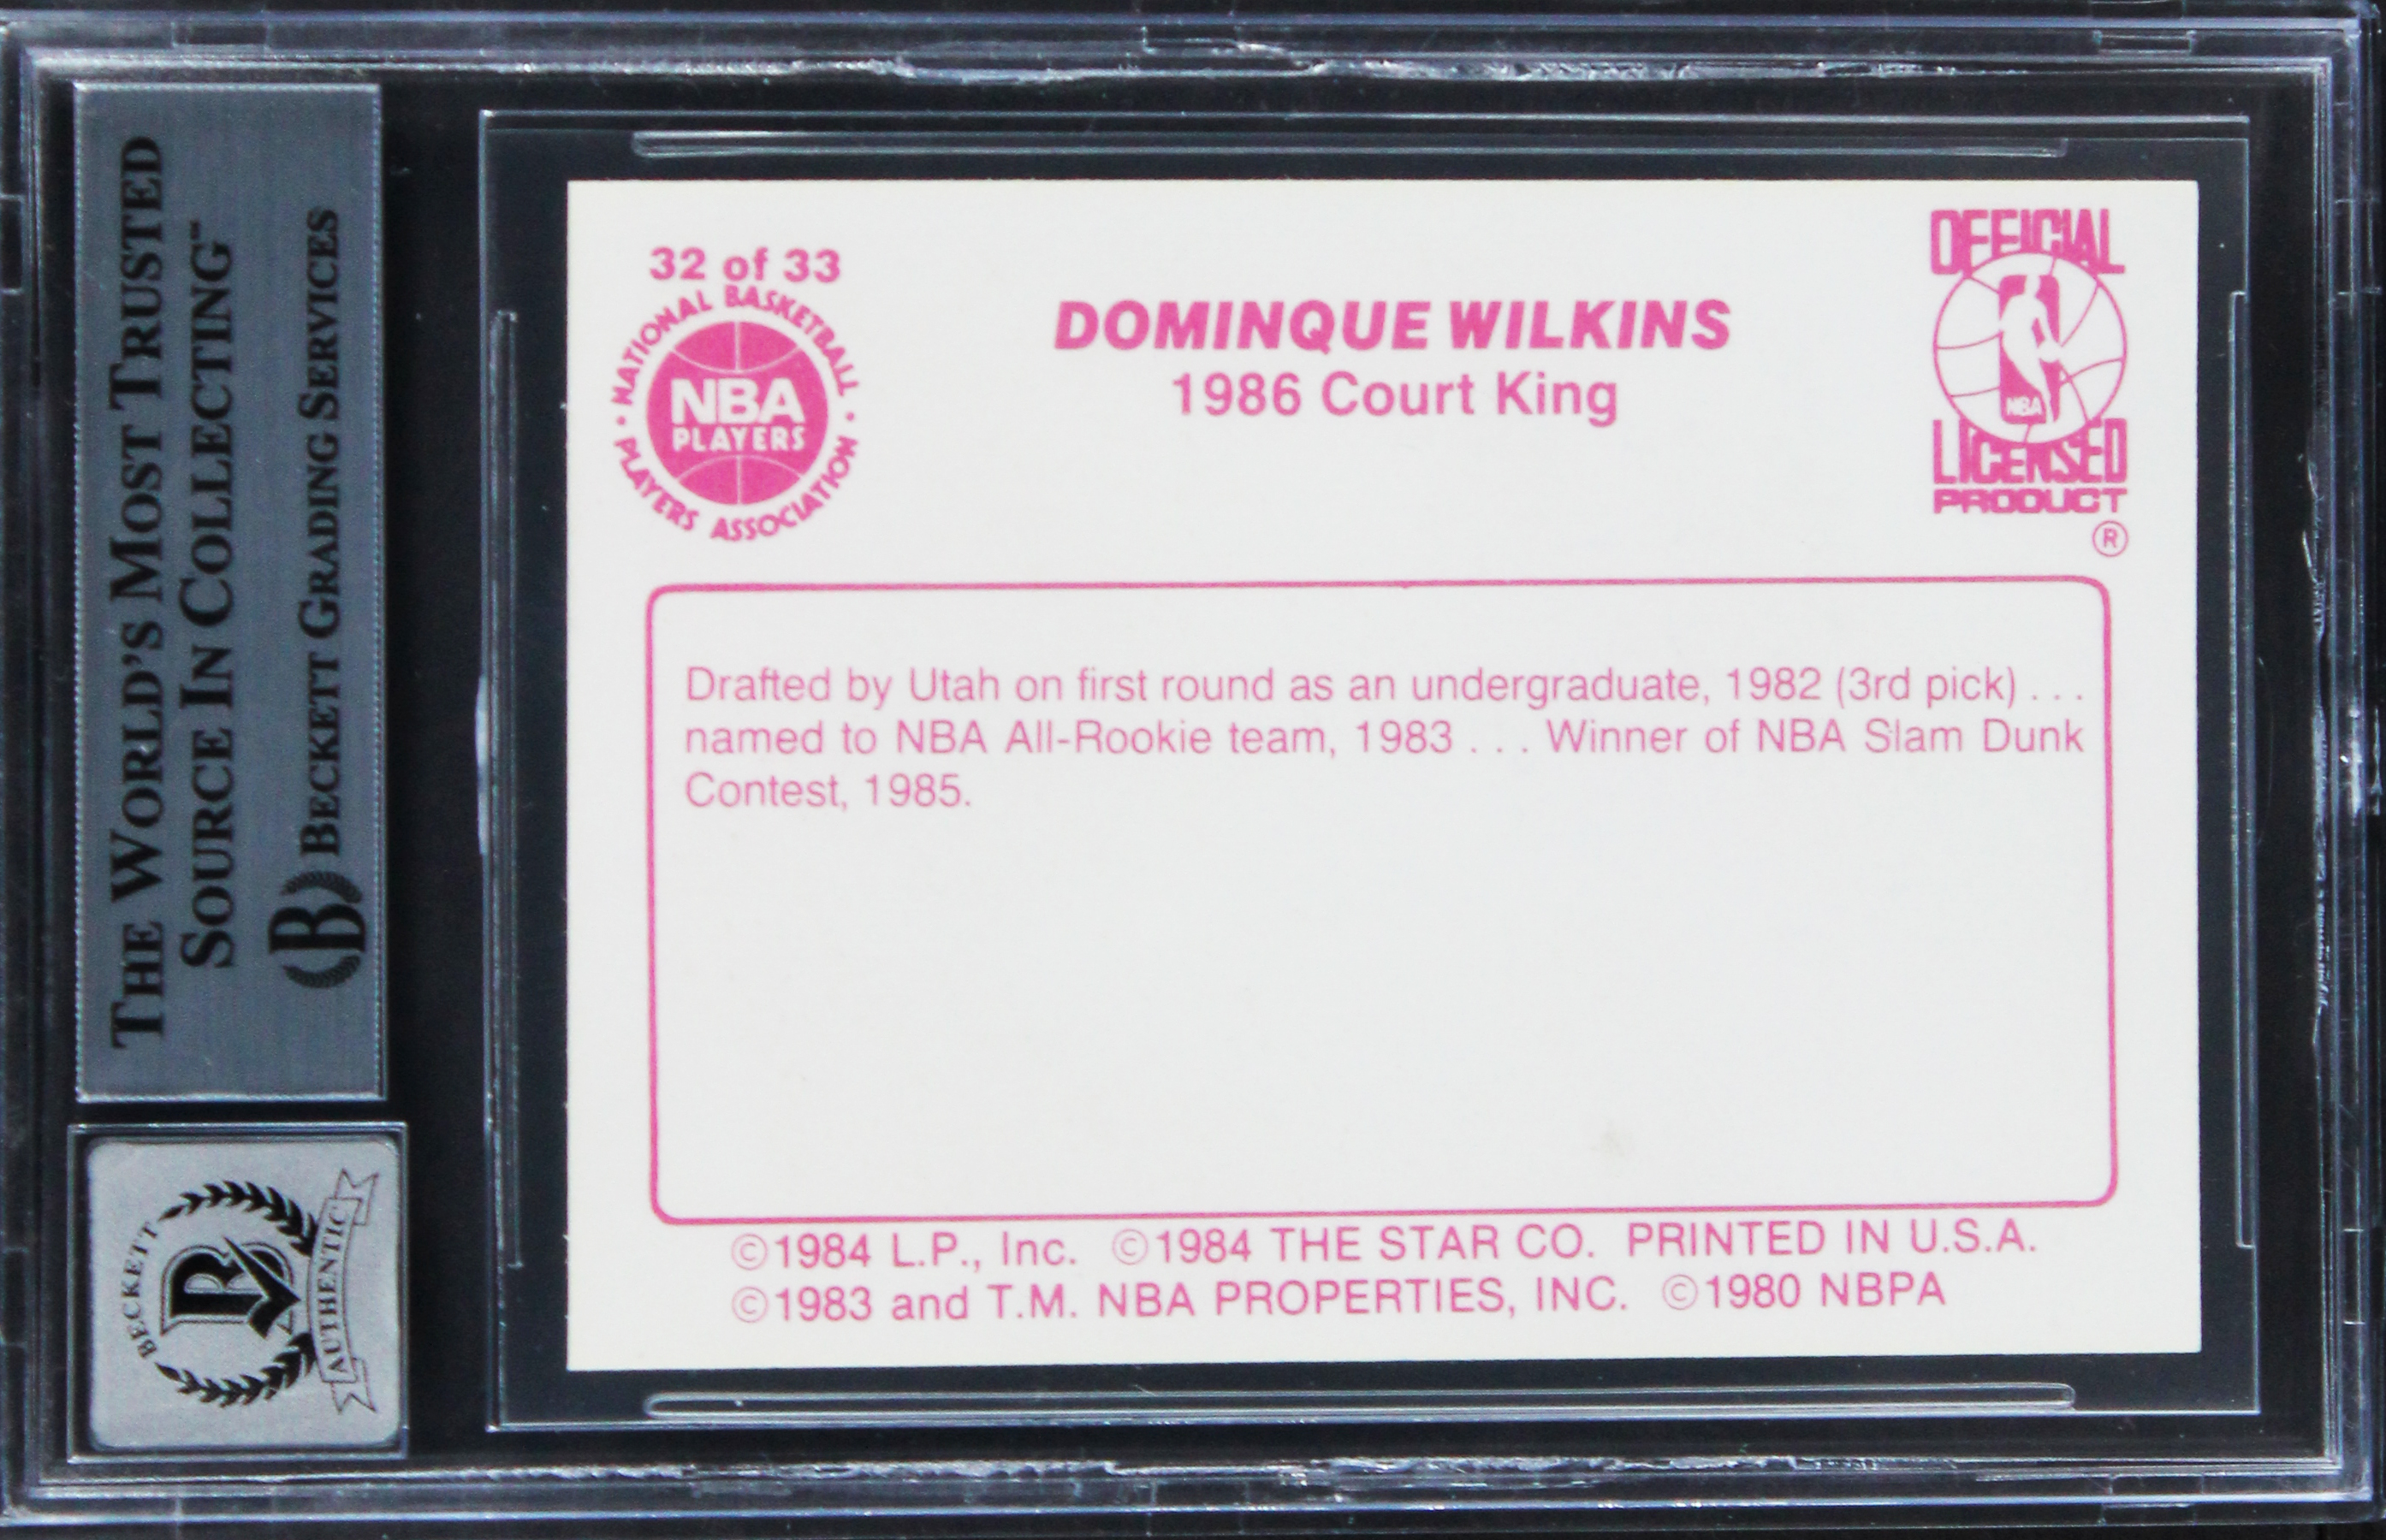 THE WORLD'S MOST TRUSTED
SOURCE IN COLLECTING™
BECKETT GRADING SERVICES
B
BECKETT
B
AUTHENTIC
32 of 33
NATIONAL BASKETBALL
NBA
PLAYERS
PLAYERS ASSOCIATION
DOMINQUE WILKINS
1986 Court King
OFFICIAL
NBA
LICENSED
PRODUCT
®
Drafted by Utah on first round as an undergraduate, 1982 (3rd pick) . . .
named to NBA All-Rookie team, 1983 . . . Winner of NBA Slam Dunk
Contest, 1985.
©1984 L.P., Inc. ©1984 THE STAR CO. PRINTED IN U.S.A.
©1983 and T.M. NBA PROPERTIES, INC. ©1980 NBPA